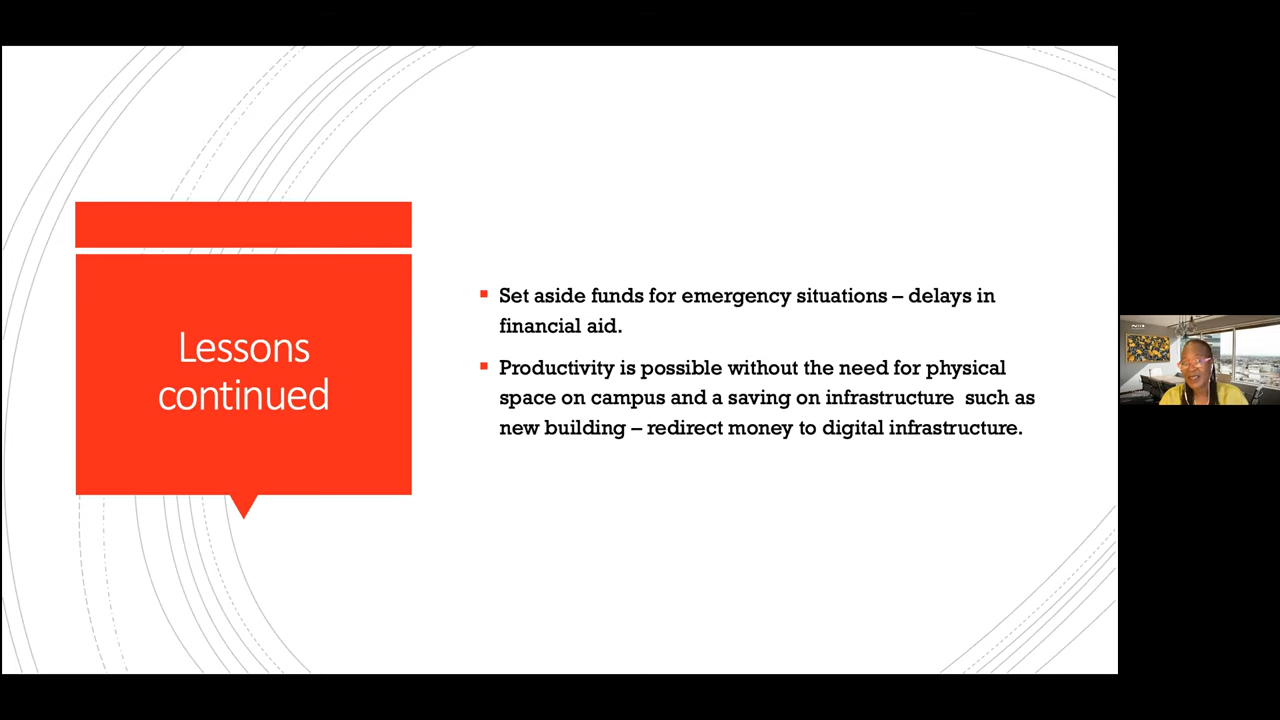 Lessons
continued
Set aside funds for emergency situations – delays in
financial aid.
Productivity is possible without the need for physical
space on campus and a saving on infrastructure  such as
new building – redirect money to digital infrastructure.